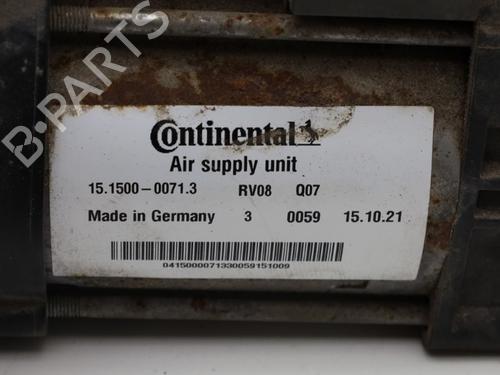 B-PARTS
Continental
Air supply unit
15.1500-0071.3 RV08 Q07
Made in Germany 3 0059 15.10.21
0415000071330059151009